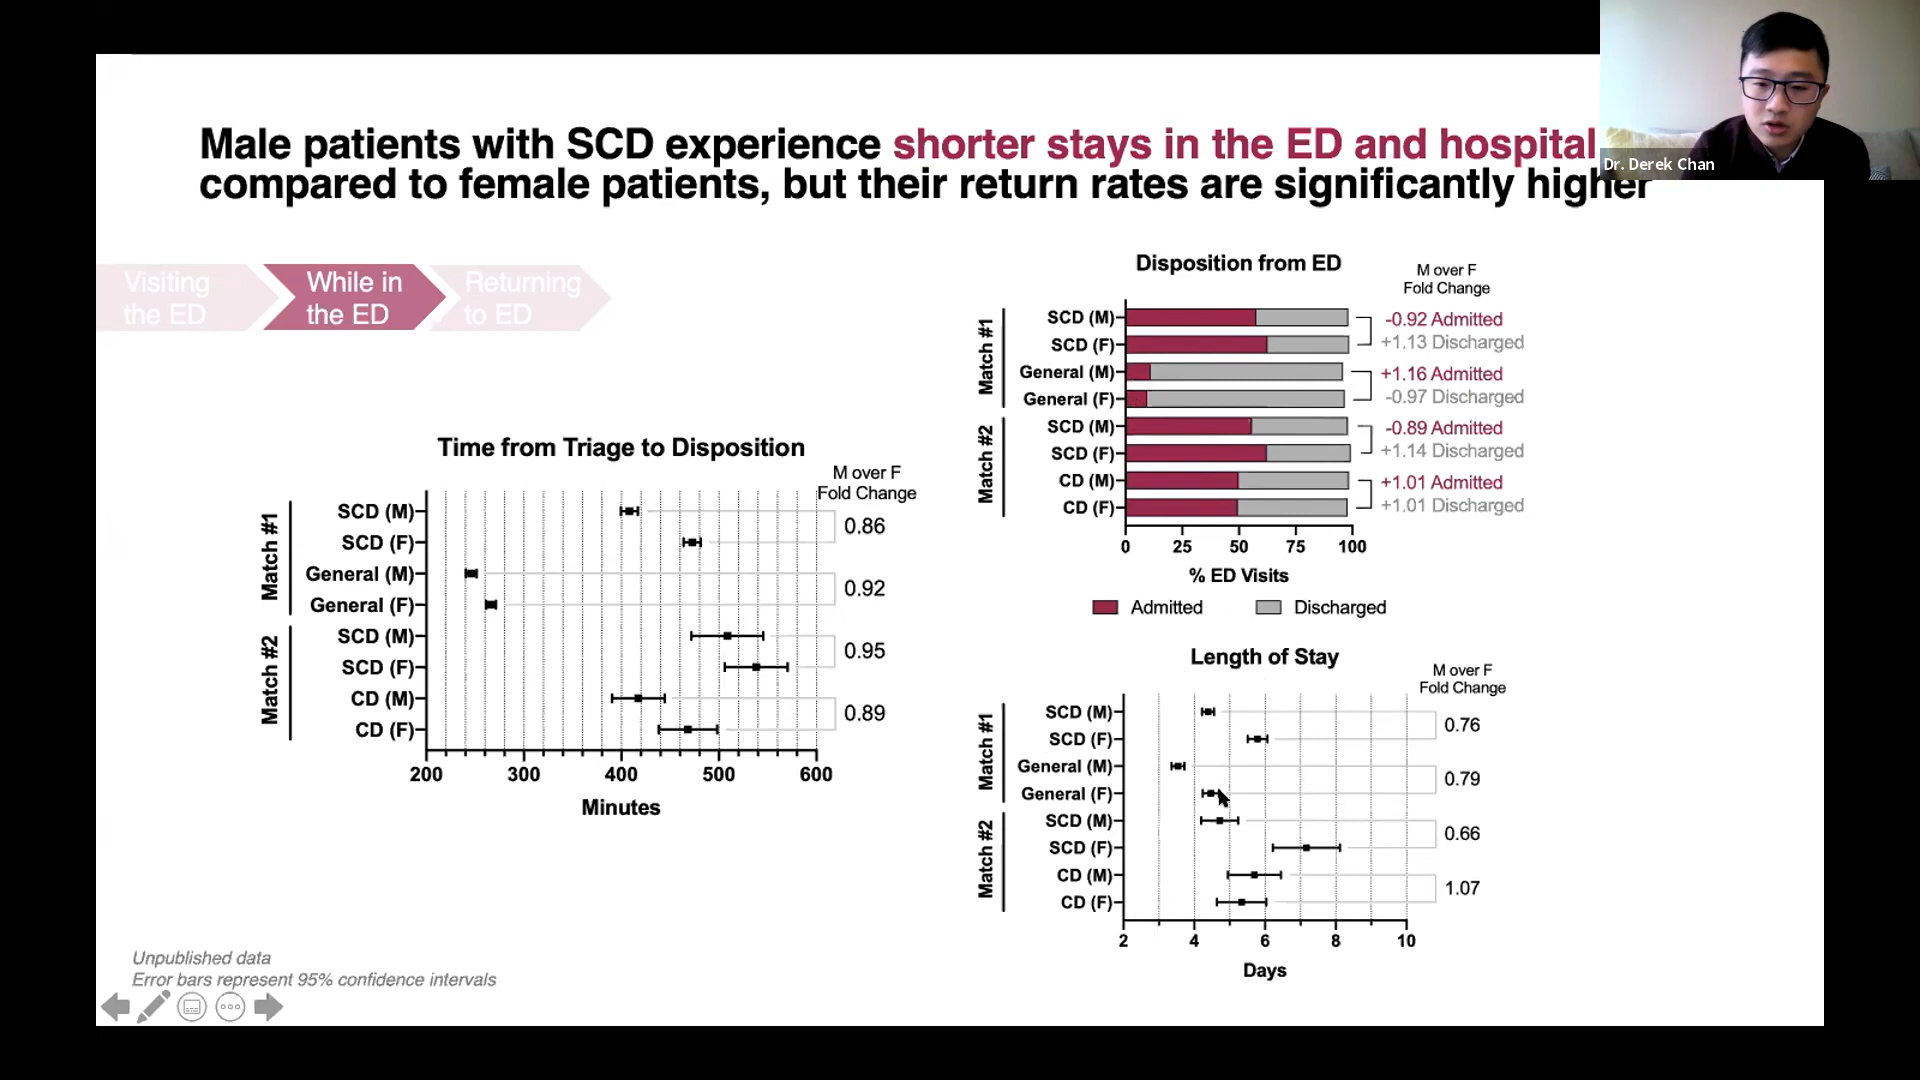 Male patients with SCD experience shorter stays in the ED and hospital
compared to female patients, but their return rates are significantly higher
Dr. Derek Chan
Visiting
the ED
While in
the ED
Returning
to ED
Time from Triage to Disposition
M over F
Fold Change
Match #1
SCD (M)
SCD (F)
0.86
General (M)
General (F)
0.92
Match #2
SCD (M)
SCD (F)
0.95
CD (M)
CD (F)
0.89
200 300 400 500 600
Minutes
Disposition from ED
M over F
Fold Change
Match #1
SCD (M)
-0.92 Admitted
SCD (F)
+1.13 Discharged
General (M)
+1.16 Admitted
General (F)
-0.97 Discharged
Match #2
SCD (M)
-0.89 Admitted
SCD (F)
+1.14 Discharged
CD (M)
+1.01 Admitted
CD (F)
+1.01 Discharged
0 25 50 75 100
% ED Visits
Admitted Discharged
Length of Stay
M over F
Fold Change
Match #1
SCD (M)
SCD (F)
0.76
General (M)
General (F)
0.79
Match #2
SCD (M)
SCD (F)
0.66
CD (M)
CD (F)
1.07
2 4 6 8 10
Days
Unpublished data
Error bars represent 95% confidence intervals